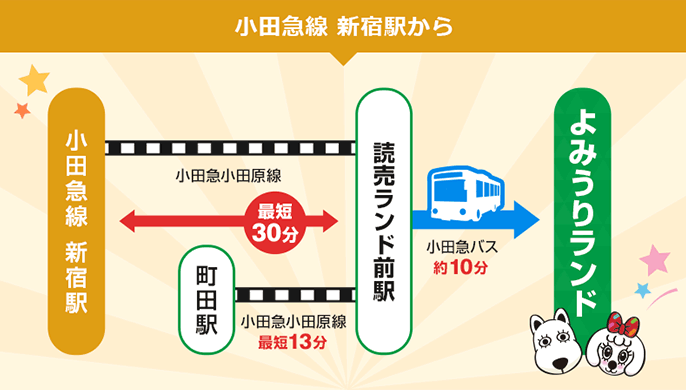 小田急線 新宿駅から
小田急線 新宿駅
小田急小田原線
最短
30分
町田駅
小田急小田原線
最短13分
読売ランド前駅
小田急バス
約10分
よみうりランド